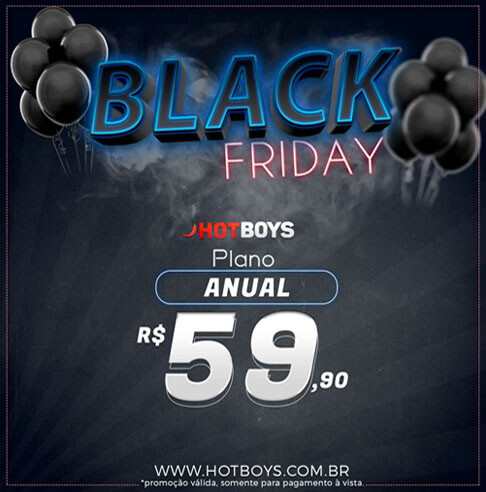 BLACK
FRIDAY
HOTBOYS
Plano
ANUAL
R$ 59,90
WWW.HOTBOYS.COM.BR
*promoção válida, somente para pagamento à vista.